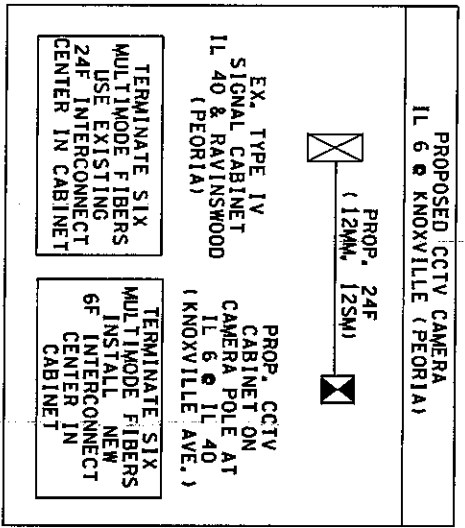 PROPOSED CCTV CAMERA
IL 6 @ KNOXVILLE (PEORIA)
PROP. 24F
(12MM, 12SM)
EX. TYPE IV
SIGNAL CABINET
IL 40 & RAVINSWOOD
(PEORIA)
PROP. CCTV
CABINET ON
CAMERA POLE AT
IL 6 @ IL 40
(KNOXVILLE AVE.)
TERMINATE SIX
MULTIMODE FIBERS
USE EXISTING
24F INTERCONNECT
CENTER IN CABINET
TERMINATE SIX
MULTIMODE FIBERS
INSTALL NEW
6F INTERCONNECT
CENTER IN
CABINET